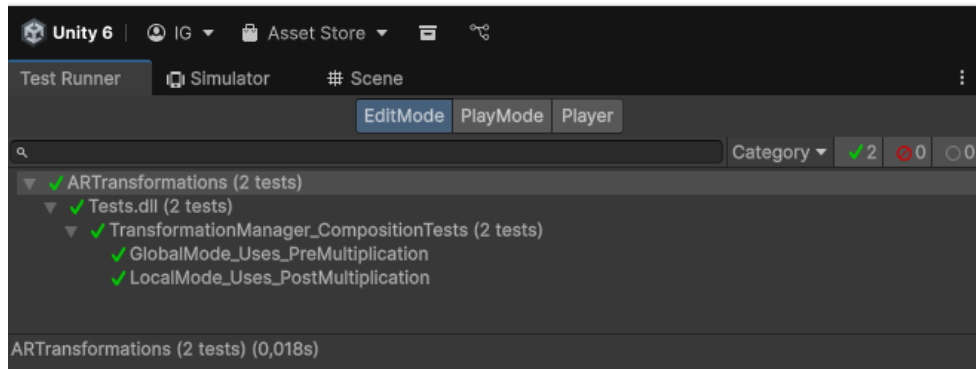 Unity 6 IG Asset Store
Test Runner Simulator Scene
EditMode PlayMode Player
Category 2 0 0
ARTransformations (2 tests)
Tests.dll (2 tests)
TransformationManager_CompositionTests (2 tests)
GlobalMode_Uses_PreMultiplication
LocalMode_Uses_PostMultiplication
ARTransformations (2 tests) (0,018s)